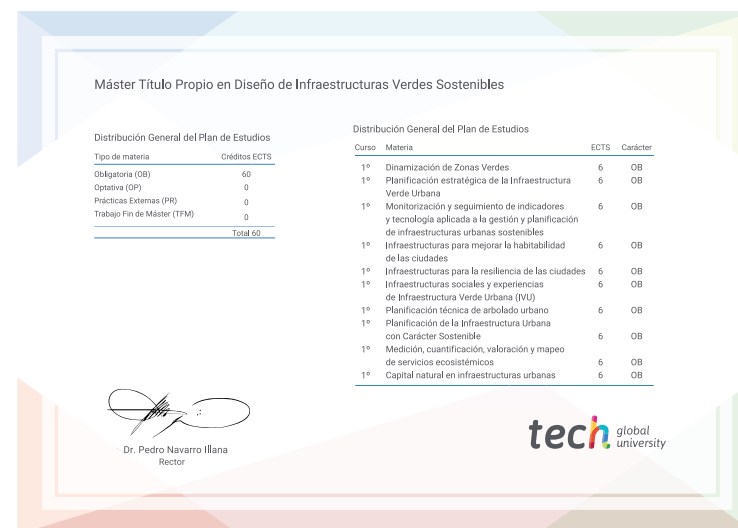 Máster Título Propio en Diseño de Infraestructuras Verdes Sostenibles
Distribución General del Plan de Estudios
Tipo de materia Créditos ECTS
Obligatoria (OB) 60
Optativa (OP) 0
Prácticas Externas (PR) 0
Trabajo Fin de Máster (TFM) 0
Total 60
Distribución General del Plan de Estudios
Curso Materia ECTS Carácter
1º Dinamización de Zonas Verdes 6 OB
1º Planificación estratégica de la Infraestructura 6 OB
Verde Urbana
1º Monitorización y seguimiento de indicadores 6 OB
y tecnología aplicada a la gestión y planificación
de infraestructuras urbanas sostenibles
1º Infraestructuras para mejorar la habitabilidad 6 OB
de las ciudades
1º Infraestructuras para la resiliencia de las ciudades 6 OB
1º Infraestructuras sociales y experiencias 6 OB
de Infraestructura Verde Urbana (IVU)
1º Planificación técnica de arbolado urbano 6 OB
1º Planificación de la Infraestructura Urbana
con Carácter Sostenible 6 OB
1º Medición, cuantificación, valoración y mapeo
de servicios ecosistémicos 6 OB
1º Capital natural en infraestructuras urbanas 6 OB
Dr. Pedro Navarro Illana
Rector
tech global
university